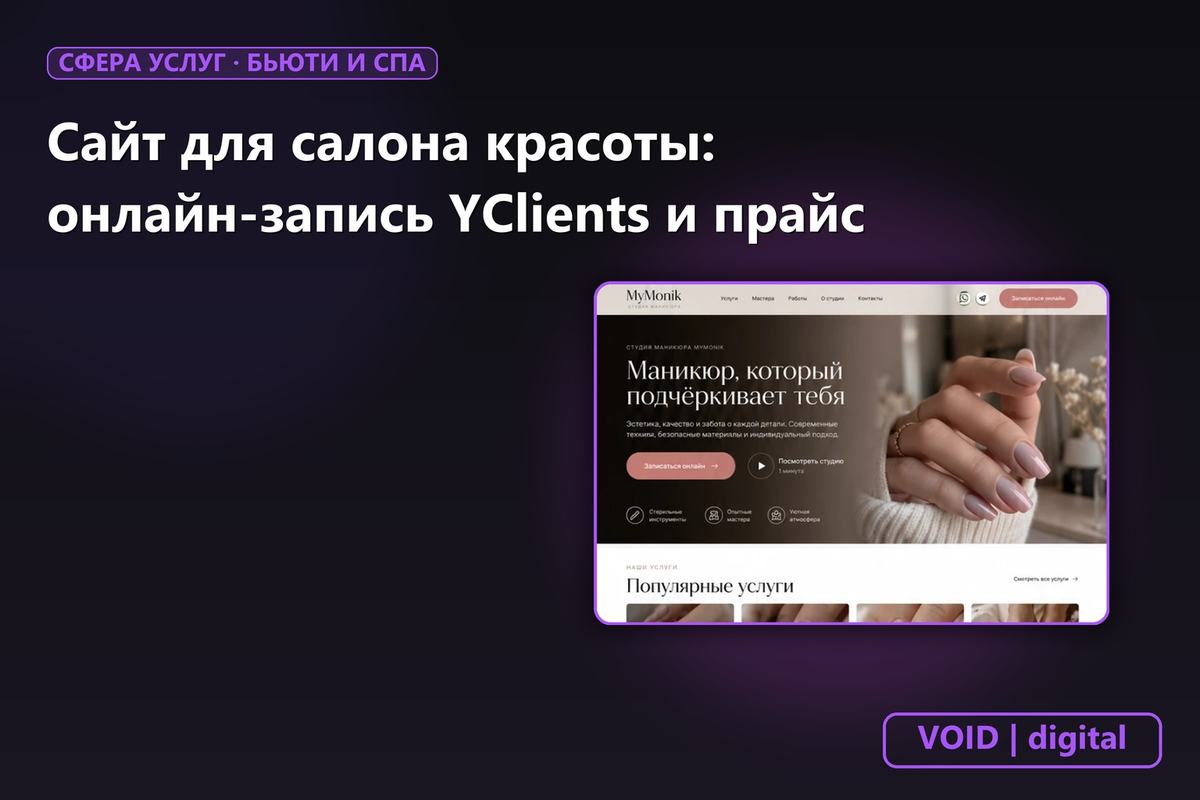 СФЕРА УСЛУГ · БЬЮТИ И СПА
Сайт для салона красоты:
онлайн-запись YClients и прайс
MyMonik
СТУДИЯ МАНИКЮРА
Услуги Мастера Работы О студии Контакты
Записаться онлайн
СТУДИЯ МАНИКЮРА MYMONIK
Маникюр, который
подчёркивает тебя
Эстетика, качество и забота о каждой детали. Современные
техники, безопасные материалы и индивидуальный подход.
Записаться онлайн →
Посмотреть студию
1 минута
Стерильные
инструменты
Опытные
мастера
Уютная
атмосфера
НАШИ УСЛУГИ
Популярные услуги
Смотреть все услуги →
VOID | digital